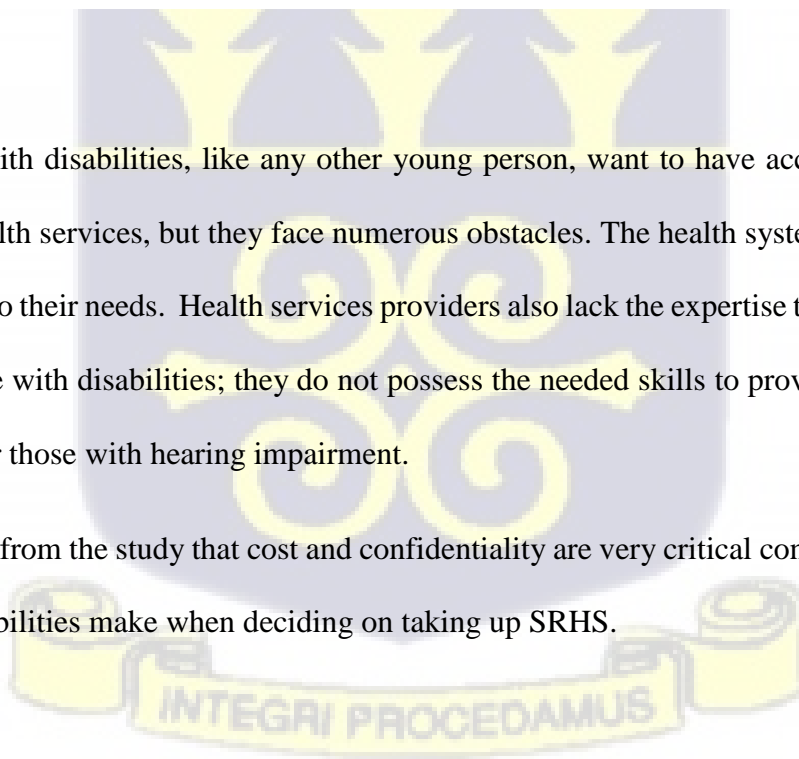 ith disabilities, like any other young person, want to have acc
lth services, but they face numerous obstacles. The health syste
o their needs. Health services providers also lack the expertise t
e with disabilities; they do not possess the needed skills to prov
r those with hearing impairment.
from the study that cost and confidentiality are very critical con
bilities make when deciding on taking up SRHS.
INTEGRI PROCEDAMUS